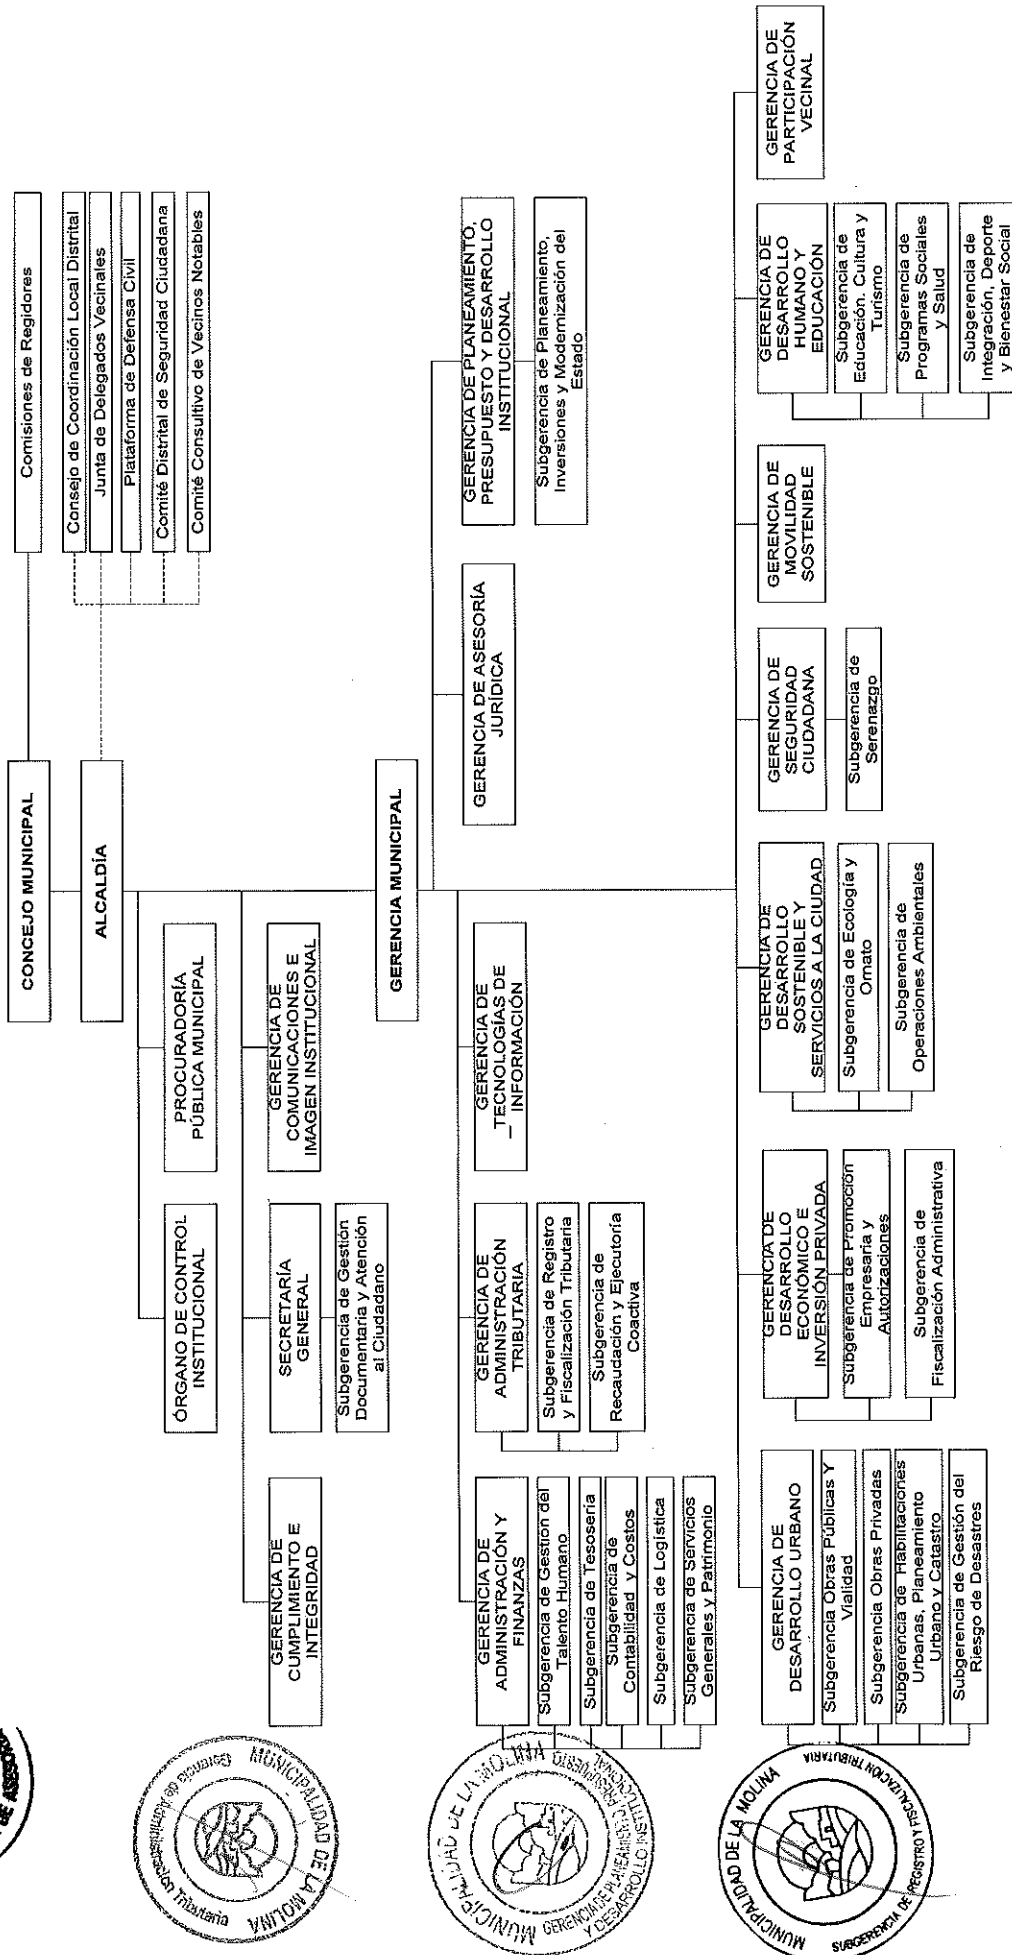 CONCEJO MUNICIPAL
Comisiones de Regidores
ALCALDÍA
Consejo de Coordinación Local Distrital
Junta de Delegados Vecinales
Plataforma de Defensa Civil
Comité Distrital de Seguridad Ciudadana
Comité Consultivo de Vecinos Notables
ÓRGANO DE CONTROL
INSTITUCIONAL
PROCURADORÍA
PÚBLICA MUNICIPAL
GERENCIA DE
CUMPLIMIENTO E
INTEGRIDAD
SECRETARÍA
GENERAL
Subgerencia de Gestión
Documentaria y Atención
al Ciudadano
GERENCIA DE
COMUNICACIONES E
IMAGEN INSTITUCIONAL
GERENCIA MUNICIPAL
GERENCIA DE
ADMINISTRACIÓN Y
FINANZAS
Subgerencia de Gestión del
Talento Humano
Subgerencia de Tesosería
Subgerencia de
Contabilidad y Costos
Subgerencia de Logística
Subgerencia de Servicios
Generales y Patrimonio
GERENCIA DE
ADMINISTRACIÓN
TRIBUTARIA
Subgerencia de Registro
y Fiscalización Tributaria
Subgerencia de
Recaudación y Ejecutoría
Coactiva
GERENCIA DE
TECNOLOGÍAS DE
INFORMACIÓN
GERENCIA DE ASESORÍA
JURÍDICA
GERENCIA DE PLANEAMIENTO,
PRESUPUESTO Y DESARROLLO
INSTITUCIONAL
Subgerencia de Planeamiento,
Inversiones y Modernización del
Estado
GERENCIA DE
DESARROLLO URBANO
Subgerencia Obras Públicas Y
Vialidad
Subgerencia Obras Privadas
Subgerencia de Habilitaciones
Urbanas, Planeamiento
Urbano y Catastro
Subgerencia de Gestión del
Riesgo de Desastres
GERENCIA DE
DESARROLLO
ECONÓMICO E
INVERSIÓN PRIVADA
Subgerencia de Promoción
Empresaria y
Autorizaciones
Subgerencia de
Fiscalización Administrativa
GERENCIA DE
DESARROLLO
SOSTENIBLE Y
SERVICIOS A LA CIUDAD
Subgerencia de Ecología y
Ornato
Subgerencia de
Operaciones Ambientales
GERENCIA DE
SEGURIDAD
CIUDADANA
Subgerencia de
Serenazgo
GERENCIA DE
MOVILIDAD
SOSTENIBLE
GERENCIA DE
DESARROLLO
HUMANO Y
EDUCACIÓN
Subgerencia de
Educación. Cultura y
Turismo
Subgerencia de
Programas Sociales
y Salud
Subgerencia de
Integración, Deporte
y Bienestar Social
GERENCIA DE
PARTICIPACIÓN
VECINAL
MUNICIPALIDAD DE LA MOLINA
Gerencia de Administración Tributaria
MUNICIPALIDAD DE LA MOLINA
GERENCIA DE PLANEAMIENTO, PRESUPUESTO
Y DESARROLLO INSTITUCIONAL
MUNICIPALIDAD DE LA MOLINA
SUBGERENCIA DE REGISTRO Y FISCALIZACIÓN TRIBUTARIA